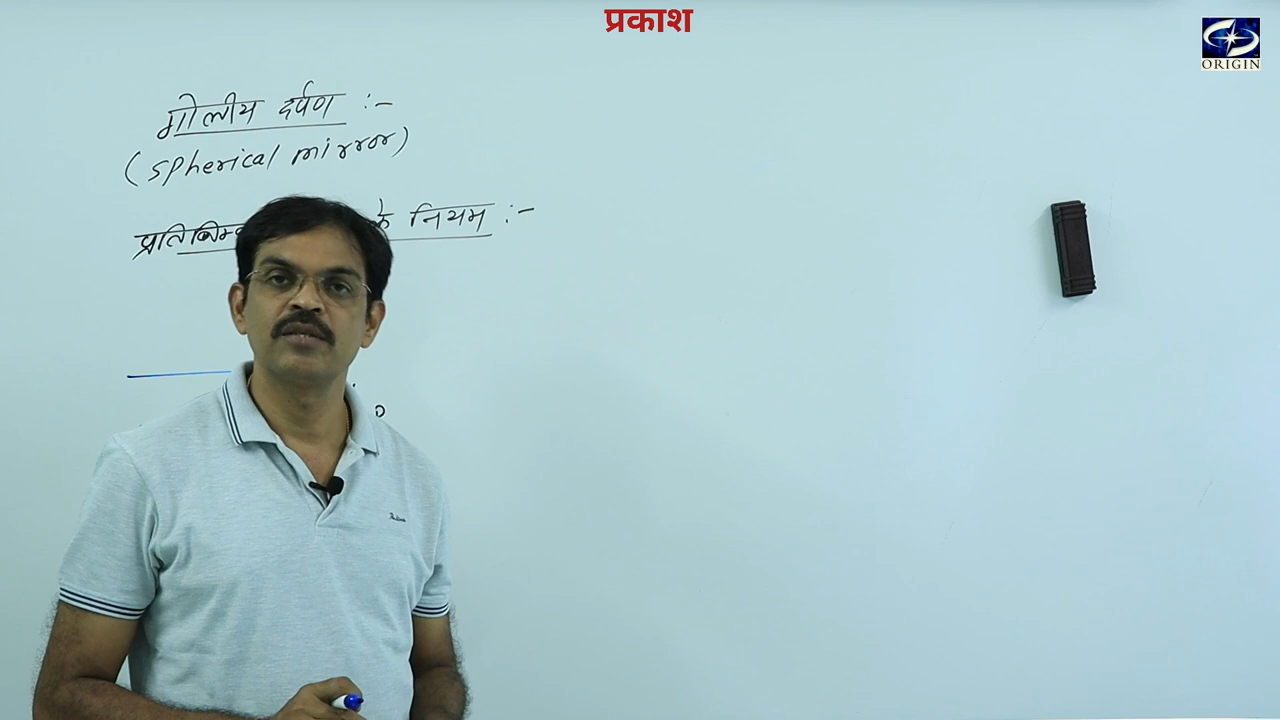 प्रकाश
ORIGIN
गोलीय दर्पण :-
(spherical mirror)
के नियम :-